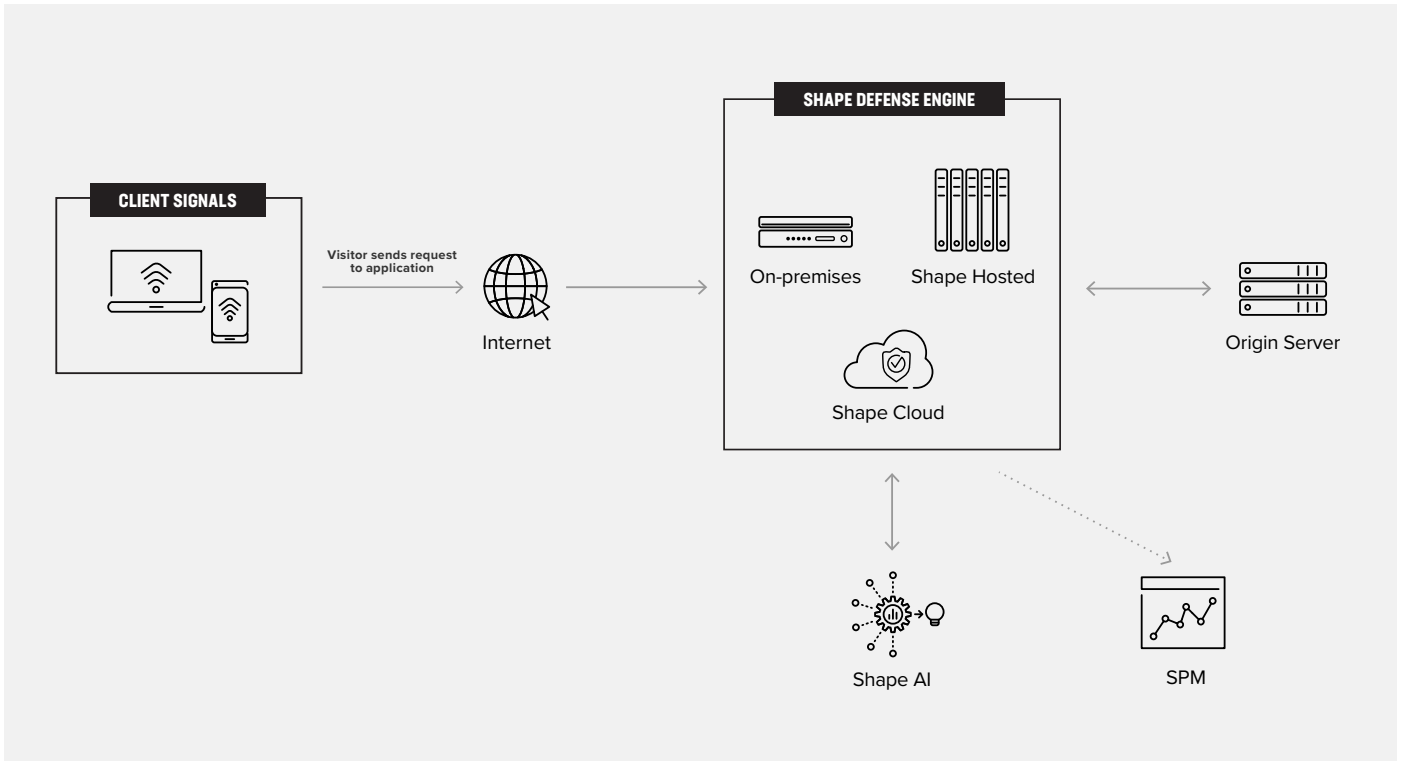 SHAPE DEFENSE ENGINE
CLIENT SIGNALS
Visitor sends request
to application
Internet
On-premises
Shape Hosted
Shape Cloud
Origin Server
Shape AI
SPM